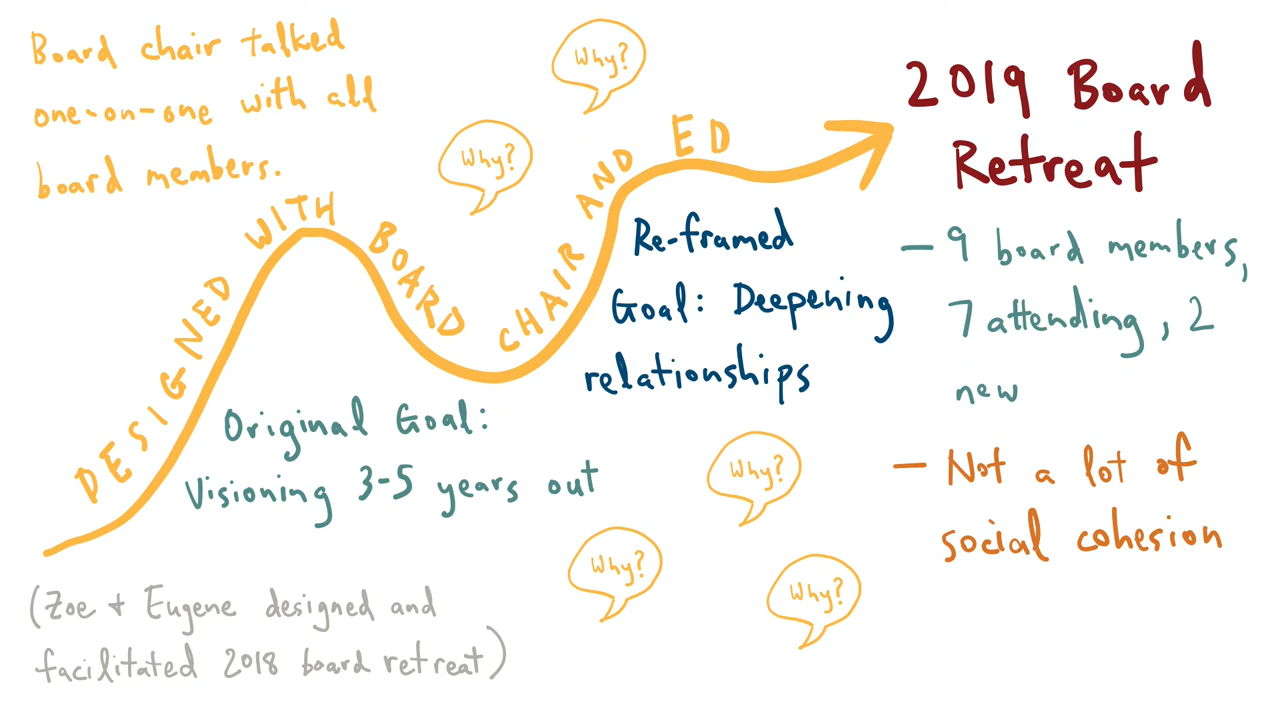 Board chair talked
one-on-one with all
board members.
Why?
Why?
DESIGNED WITH BOARD CHAIR AND ED
2019 Board
Retreat
- 9 board members,
7 attending, 2
new
- Not a lot of
social cohesion
Re-framed
Goal: Deepening
relationships
Original Goal:
Visioning 3-5 years out
Why?
Why?
Why?
(Zoe + Eugene designed and
facilitated 2018 board retreat)